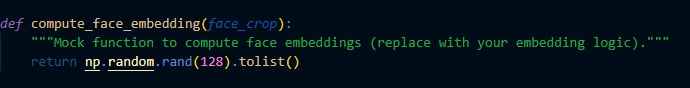 def compute_face_embedding(face_crop):
"""Mock function to compute face embeddings (replace with your embedding logic)."""
return np.random.rand(128).tolist()